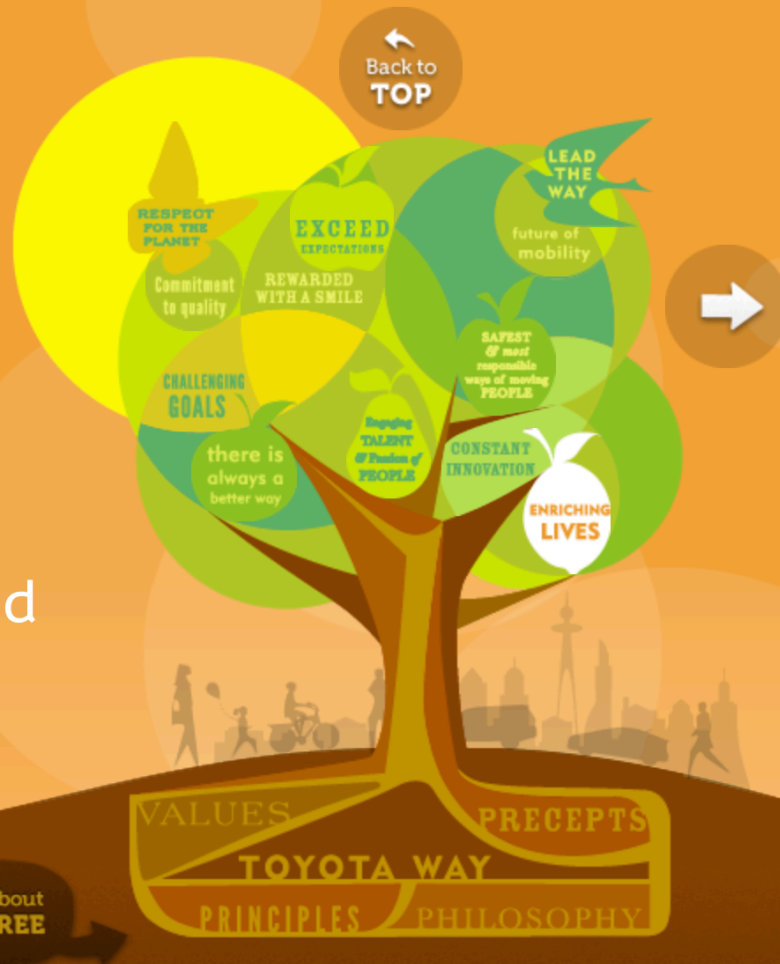 Back to
TOP
LEAD
THE
WAY
RESPECT
FOR THE
PLANET
EXCEED
EXPECTATIONS
future of
mobility
Commitment
to quality
REWARDED
WITH A SMILE
SAFEST
& most
responsible
ways of moving
PEOPLE
CHALLENGING
GOALS
Engaging
TALENT
& Passion of
PEOPLE
there is
always a
better way
CONSTANT
INNOVATION
ENRICHING
LIVES
d
VALUES
PRECEPTS
TOYOTA WAY
bout
REE
PRINCIPLES
PHILOSOPHY